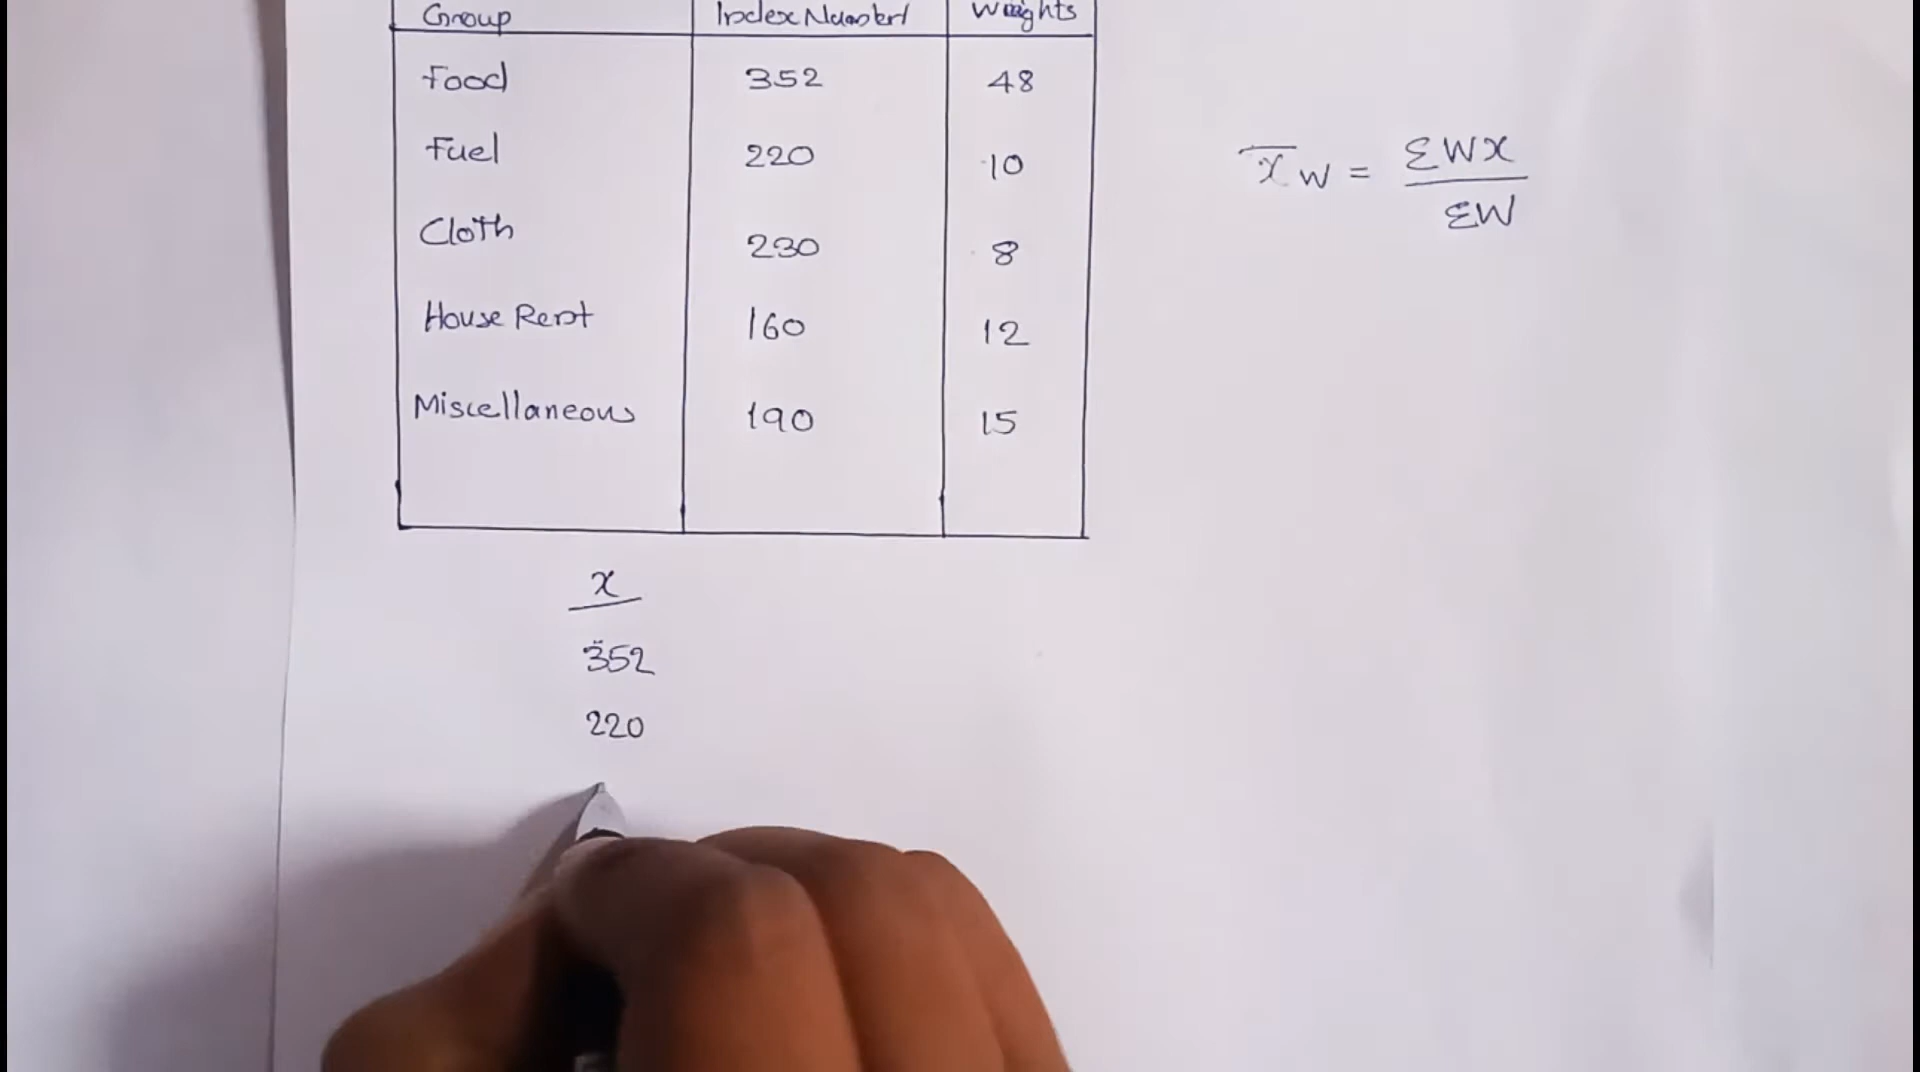 Group Index Number Weights
Food 352 48
Fuel 220 10
Cloth 230 8
House Rent 160 12
Miscellaneous 190 15
x̄w = ΣWx / ΣW
x
352
220